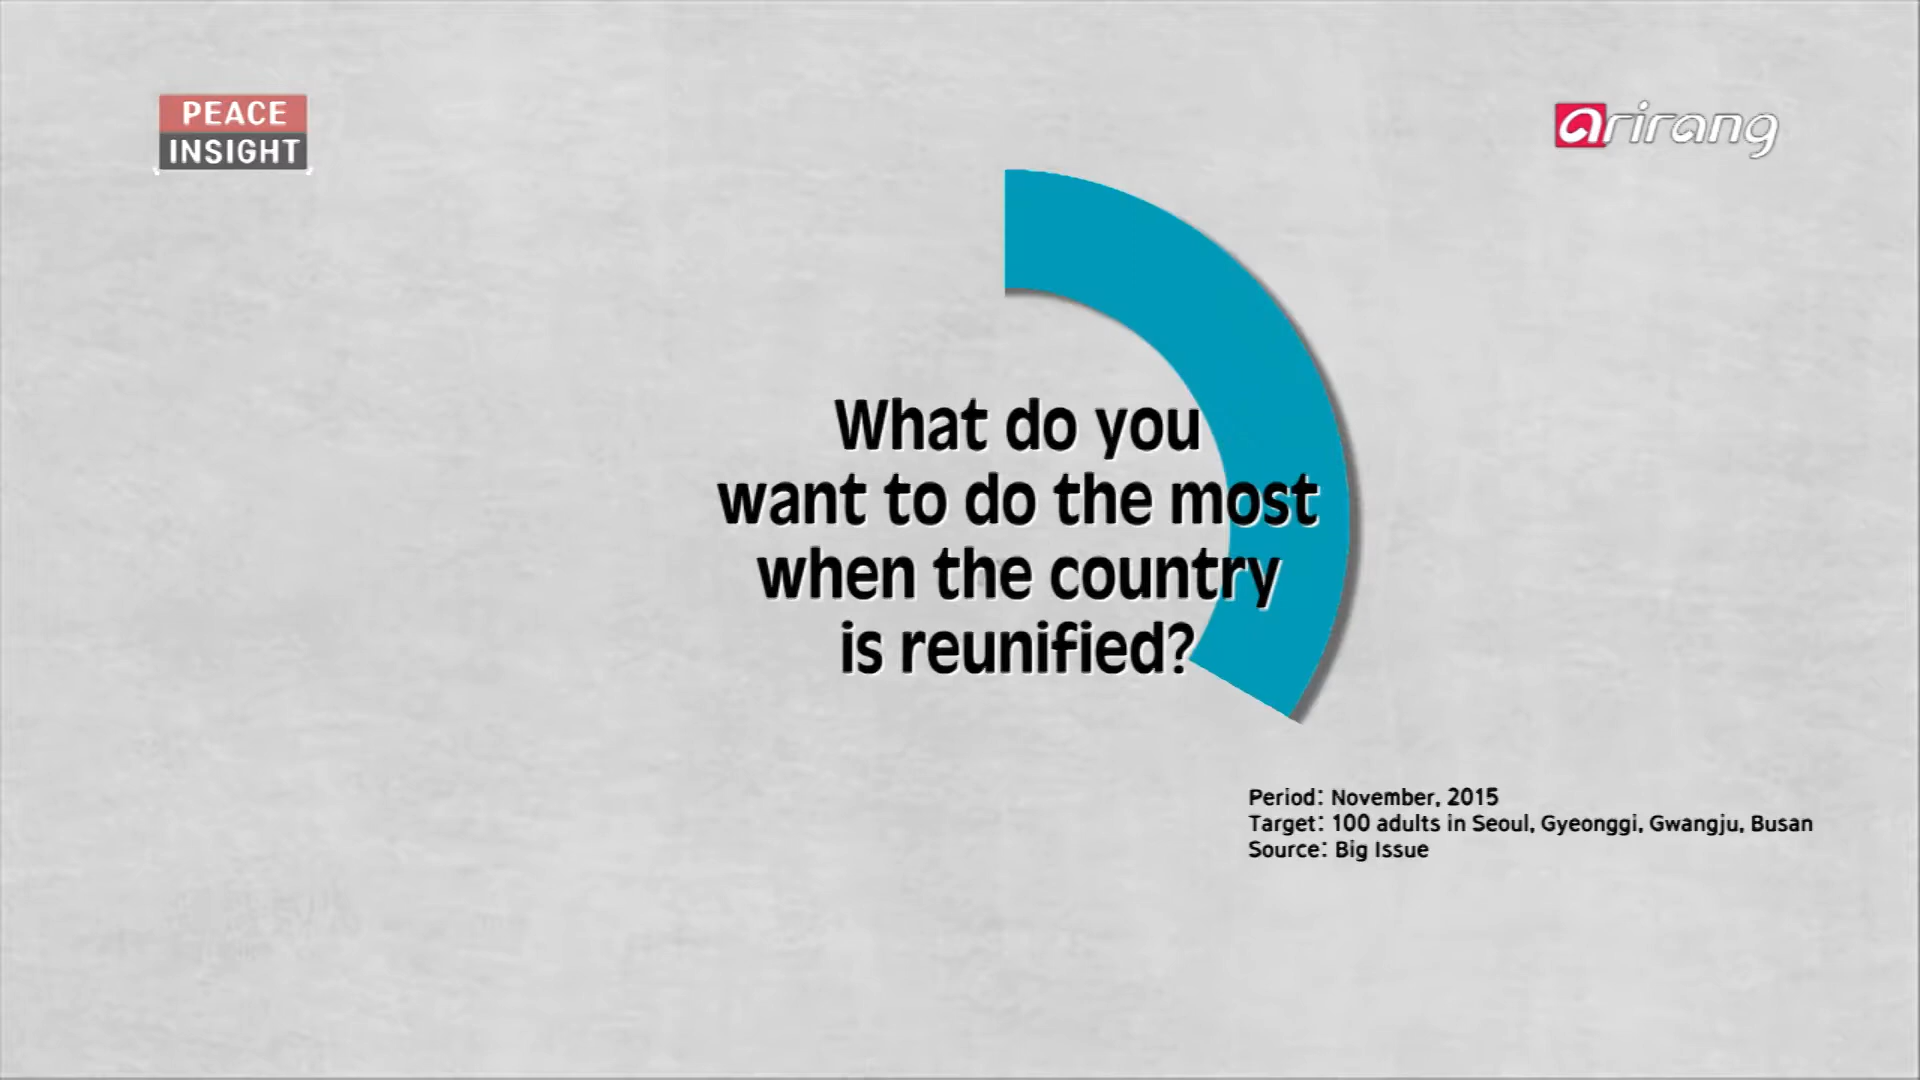 PEACE
INSIGHT
arirang
What do you
want to do the most
when the country
is reunified?
Period: November, 2015
Target: 100 adults in Seoul, Gyeonggi, Gwangju, Busan
Source: Big Issue